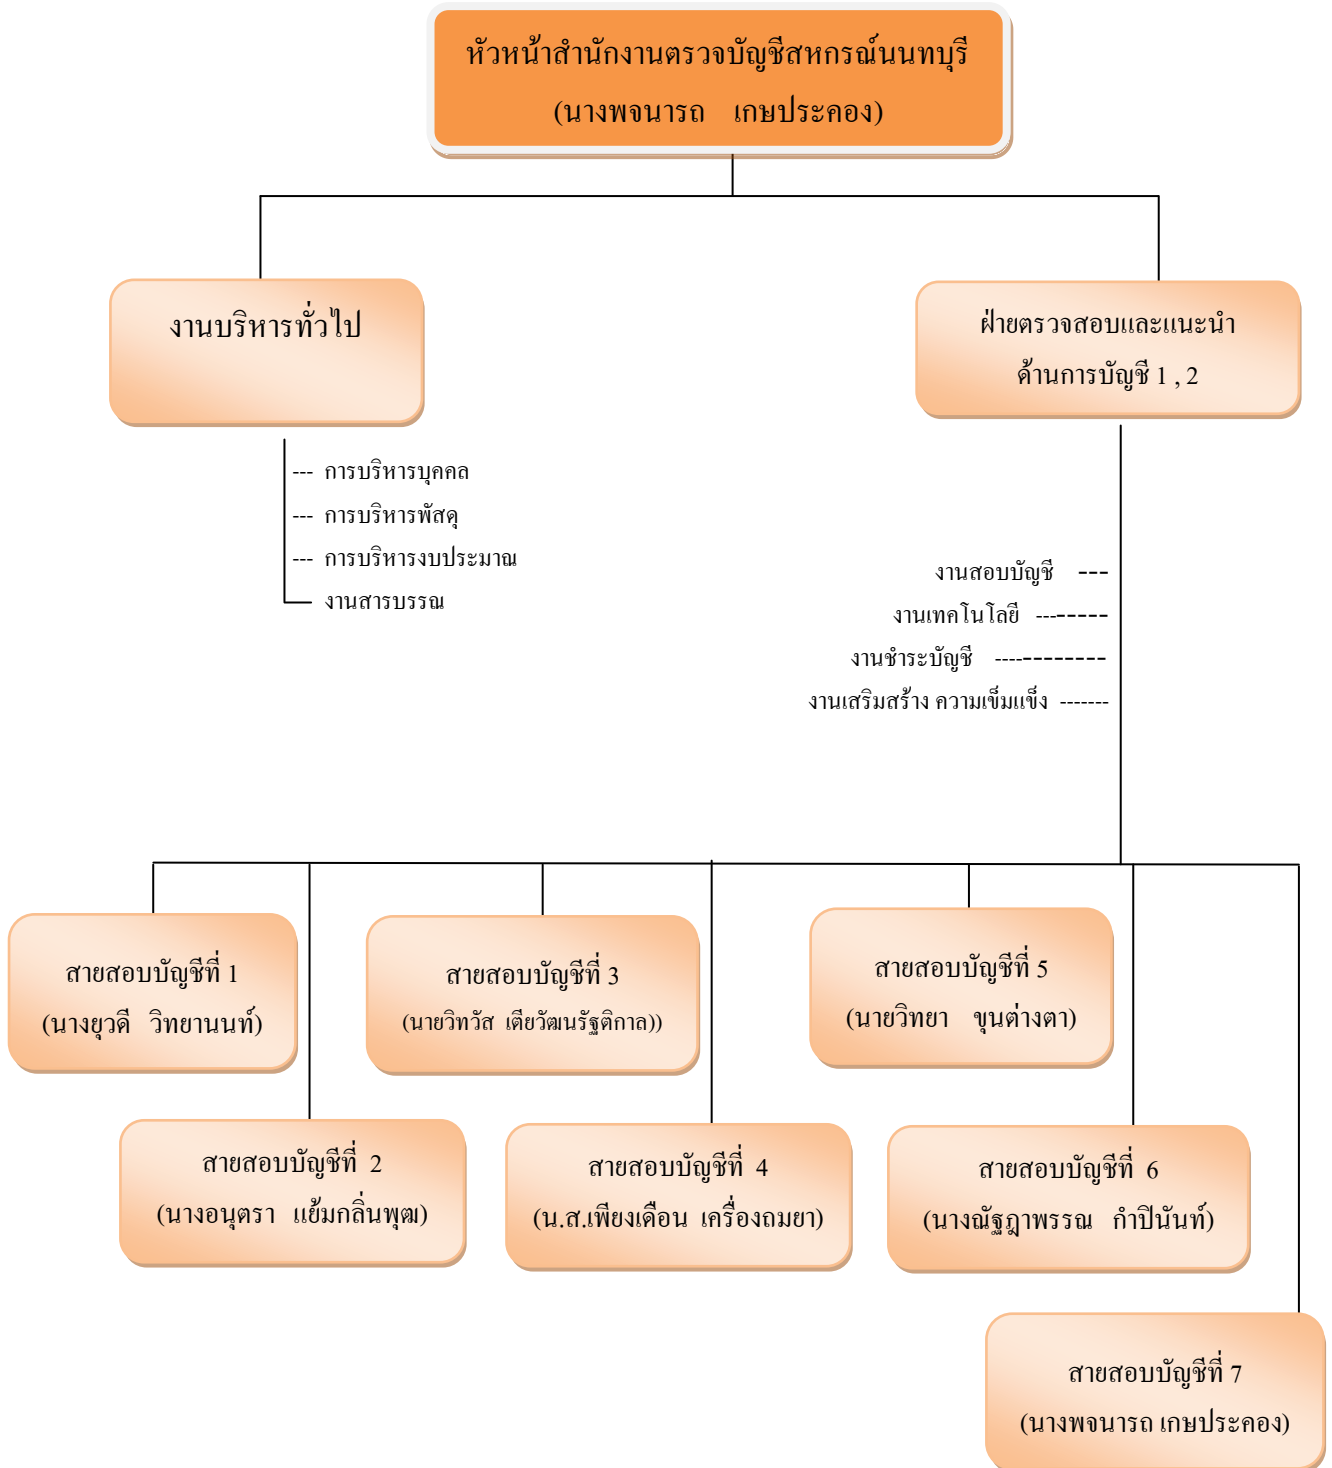 หัวหน้าสำนักงานตรวจบัญชีสหกรณ์นนทบุรี
(นางพจนารถ เกษประคอง)
งานบริหารทั่วไป
ฝ่ายตรวจสอบและแนะนำ
ด้านการบัญชี 1 , 2
--- การบริหารบุคคล
--- การบริหารพัสดุ
--- การบริหารงบประมาณ
งานสารบรรณ
งานสอบบัญชี ---
งานเทคโนโลยี --------
งานชำระบัญชี ------------
งานเสริมสร้าง ความเข็มแข็ง -------
สายสอบบัญชีที่ 1
(นางยุวดี วิทยานนท์)
สายสอบบัญชีที่ 3
(นายวิทวัส เตียวัฒนรัฐติกาล))
สายสอบบัญชีที่ 5
(นายวิทยา ขุนต่างตา)
สายสอบบัญชีที่ 2
(นางอนุตรา แย้มกลิ่นพุฒ)
สายสอบบัญชีที่ 4
(น.ส.เพียงเดือน เครื่องถมยา)
สายสอบบัญชีที่ 6
(นางณัฐฎาพรรณ กำปินันท์)
สายสอบบัญชีที่ 7
(นางพจนารถ เกษประคอง)